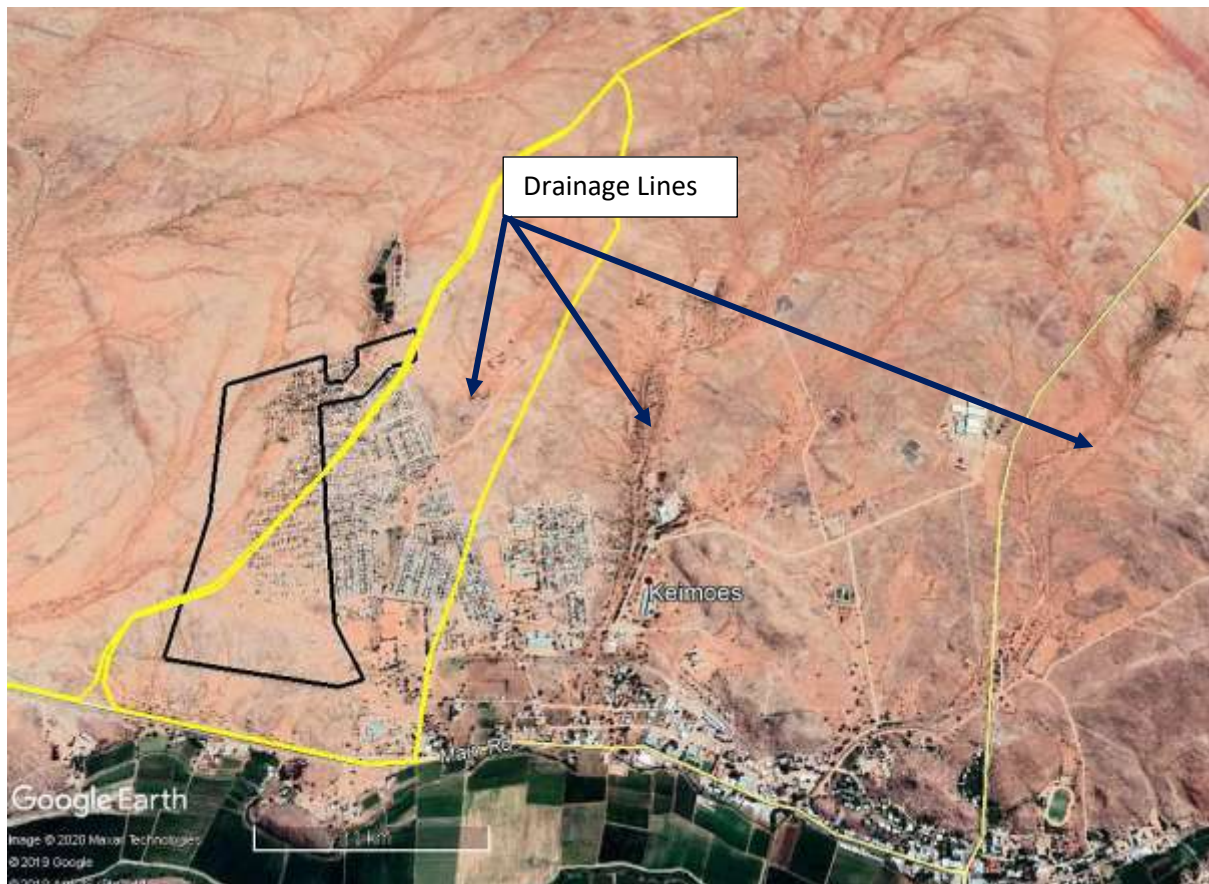 Drainage Lines
Keimoes
Main Rd
Google Earth
1 km
Image © 2020 Maxar Technologies
© 2019 Google